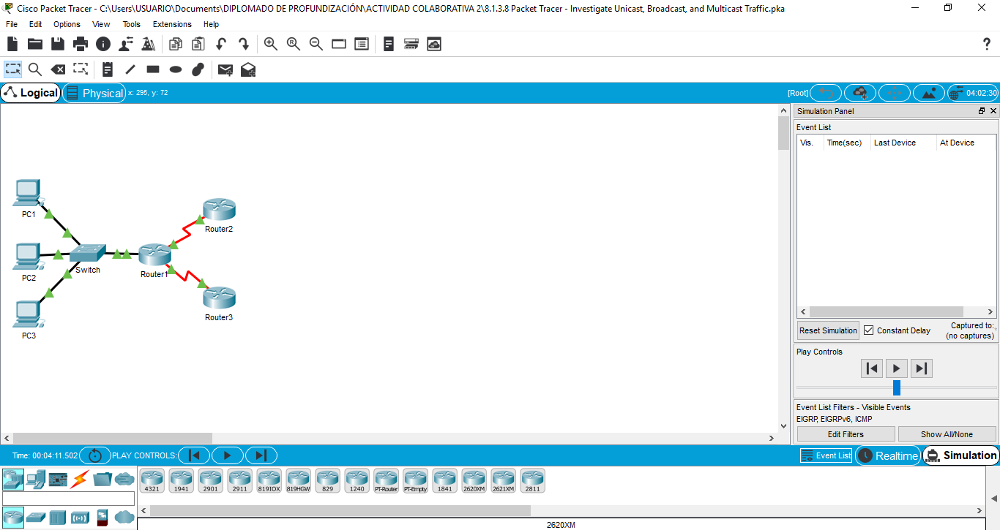 Cisco Packet Tracer - C:\Users\USUARIO\Documents\DIPLOMADO DE PROFUNDIZACIÓN\ACTIVIDAD COLABORATIVA 2\8.1.3.8 Packet Tracer - Investigate Unicast, Broadcast, and Multicast Traffic.pka
File Edit Options View Tools Extensions Help
Logical Physical x: 295, y: 72 [Root] 04:02:30
Simulation Panel
Event List
Vis. Time(sec) Last Device At Device
PC1
Router2
PC2
Switch
Router1
Router3
PC3
Reset Simulation Constant Delay Captured to:
(no captures)
Play Controls
Event List Filters - Visible Events
EIGRP, EIGRPv6, ICMP
Edit Filters Show All/None
Time: 00:04:11.502 PLAY CONTROLS: Event List Realtime Simulation
4321 1941 2901 2911 819IOX 819HGW 829 1240 PT-Router PT-Empty 1841 2620XM 2621XM 2811
2620XM